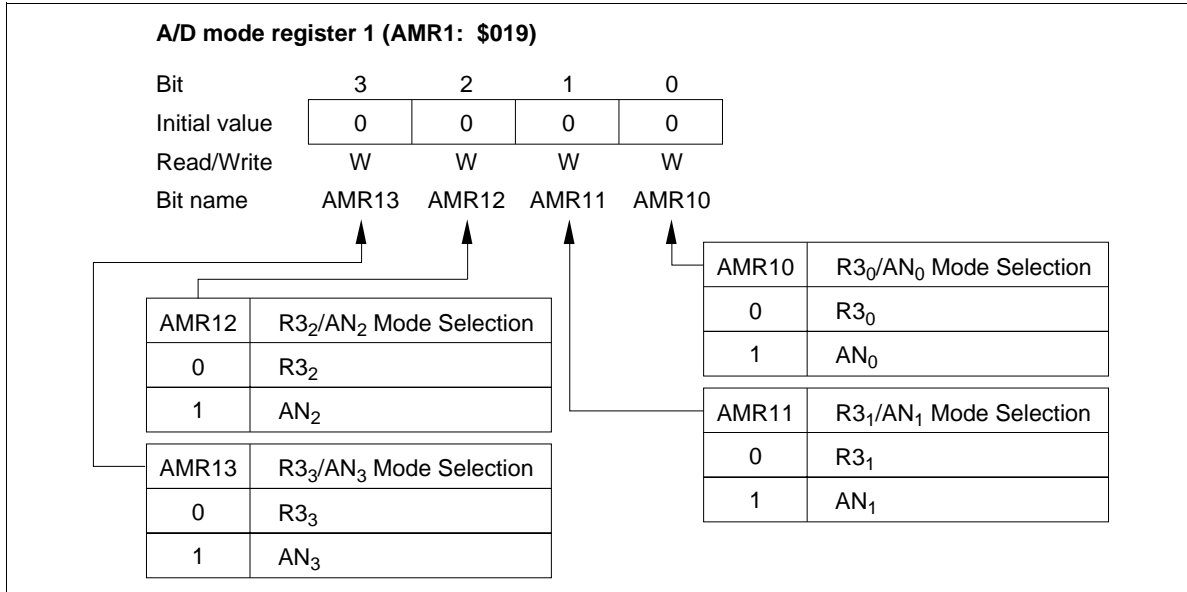 A/D mode register 1 (AMR1: $019)
Bit 3 2 1 0
Initial value 0 0 0 0
Read/Write W W W W
Bit name AMR13 AMR12 AMR11 AMR10
AMR10 R3₀/AN₀ Mode Selection
0 R3₀
1 AN₀
AMR12 R3₂/AN₂ Mode Selection
0 R3₂
1 AN₂
AMR11 R3₁/AN₁ Mode Selection
0 R3₁
1 AN₁
AMR13 R3₃/AN₃ Mode Selection
0 R3₃
1 AN₃